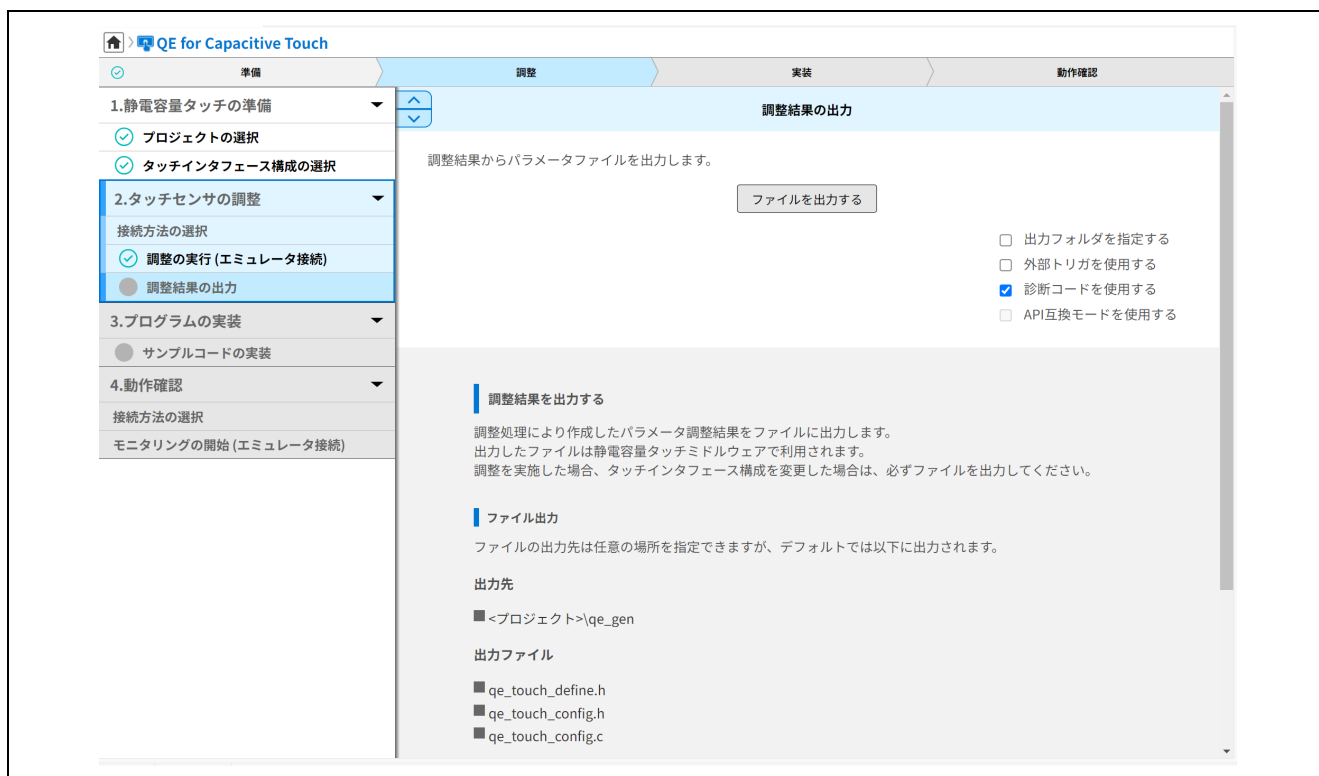 QE for Capacitive Touch
準備
調整
実装
動作確認
1.静電容量タッチの準備
プロジェクトの選択
タッチインタフェース構成の選択
2.タッチセンサの調整
接続方法の選択
調整の実行 (エミュレータ接続)
調整結果の出力
3.プログラムの実装
サンプルコードの実装
4.動作確認
接続方法の選択
モニタリングの開始 (エミュレータ接続)
調整結果の出力
調整結果からパラメータファイルを出力します。
ファイルを出力する
出力フォルダを指定する
外部トリガを使用する
診断コードを使用する
API互換モードを使用する
調整結果を出力する
調整処理により作成したパラメータ調整結果をファイルに出力します。
出力したファイルは静電容量タッチミドルウェアで利用されます。
調整を実施した場合、タッチインタフェース構成を変更した場合は、必ずファイルを出力してください。
ファイル出力
ファイルの出力先は任意の場所を指定できますが、デフォルトでは以下に出力されます。
出力先
<プロジェクト>\qe_gen
出力ファイル
qe_touch_define.h
qe_touch_config.h
qe_touch_config.c